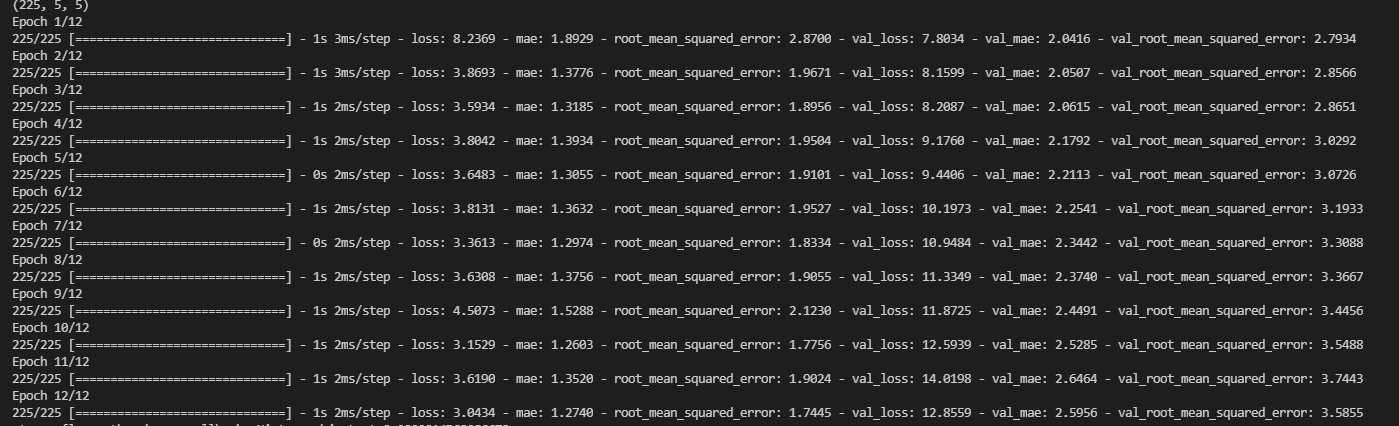 (225, 5, 5)
Epoch 1/12
225/225 [==============================] - 1s 3ms/step - loss: 8.2369 - mae: 1.8929 - root_mean_squared_error: 2.8700 - val_loss: 7.8034 - val_mae: 2.0416 - val_root_mean_squared_error: 2.7934
Epoch 2/12
225/225 [==============================] - 1s 3ms/step - loss: 3.8693 - mae: 1.3776 - root_mean_squared_error: 1.9671 - val_loss: 8.1599 - val_mae: 2.0507 - val_root_mean_squared_error: 2.8566
Epoch 3/12
225/225 [==============================] - 1s 2ms/step - loss: 3.5934 - mae: 1.3185 - root_mean_squared_error: 1.8956 - val_loss: 8.2087 - val_mae: 2.0615 - val_root_mean_squared_error: 2.8651
Epoch 4/12
225/225 [==============================] - 1s 2ms/step - loss: 3.8042 - mae: 1.3934 - root_mean_squared_error: 1.9504 - val_loss: 9.1760 - val_mae: 2.1792 - val_root_mean_squared_error: 3.0292
Epoch 5/12
225/225 [==============================] - 0s 2ms/step - loss: 3.6483 - mae: 1.3055 - root_mean_squared_error: 1.9101 - val_loss: 9.4406 - val_mae: 2.2113 - val_root_mean_squared_error: 3.0726
Epoch 6/12
225/225 [==============================] - 1s 2ms/step - loss: 3.8131 - mae: 1.3632 - root_mean_squared_error: 1.9527 - val_loss: 10.1973 - val_mae: 2.2541 - val_root_mean_squared_error: 3.1933
Epoch 7/12
225/225 [==============================] - 0s 2ms/step - loss: 3.3613 - mae: 1.2974 - root_mean_squared_error: 1.8334 - val_loss: 10.9484 - val_mae: 2.3442 - val_root_mean_squared_error: 3.3088
Epoch 8/12
225/225 [==============================] - 1s 2ms/step - loss: 3.6308 - mae: 1.3756 - root_mean_squared_error: 1.9055 - val_loss: 11.3349 - val_mae: 2.3740 - val_root_mean_squared_error: 3.3667
Epoch 9/12
225/225 [==============================] - 1s 2ms/step - loss: 4.5073 - mae: 1.5288 - root_mean_squared_error: 2.1230 - val_loss: 11.8725 - val_mae: 2.4491 - val_root_mean_squared_error: 3.4456
Epoch 10/12
225/225 [==============================] - 1s 2ms/step - loss: 3.1529 - mae: 1.2603 - root_mean_squared_error: 1.7756 - val_loss: 12.5939 - val_mae: 2.5285 - val_root_mean_squared_error: 3.5488
Epoch 11/12
225/225 [==============================] - 1s 2ms/step - loss: 3.6190 - mae: 1.3520 - root_mean_squared_error: 1.9024 - val_loss: 14.0198 - val_mae: 2.6464 - val_root_mean_squared_error: 3.7443
Epoch 12/12
225/225 [==============================] - 1s 2ms/step - loss: 3.0434 - mae: 1.2740 - root_mean_squared_error: 1.7445 - val_loss: 12.8559 - val_mae: 2.5956 - val_root_mean_squared_error: 3.5855